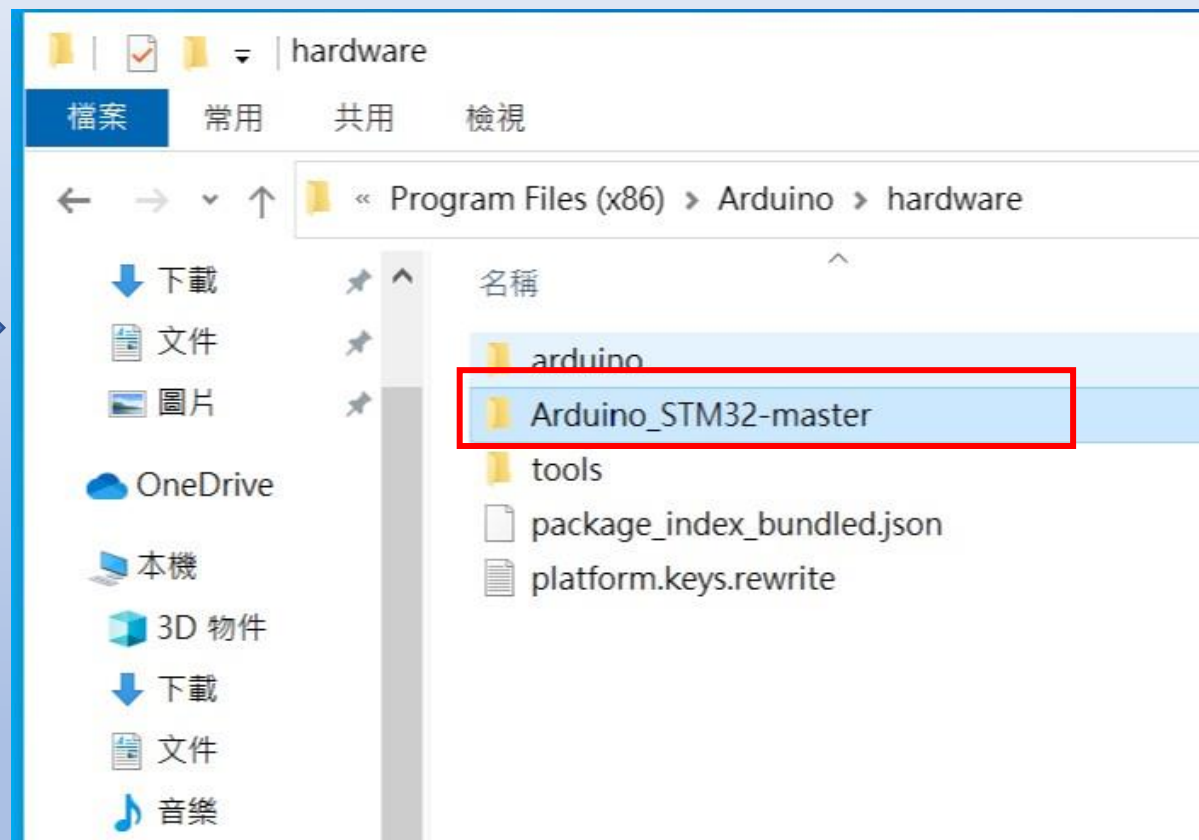 hardware
檔案 常用 共用 檢視
« Program Files (x86) > Arduino > hardware
下載
文件
圖片
OneDrive
本機
3D 物件
下載
文件
音樂
名稱
arduino
Arduino_STM32-master
tools
package_index_bundled.json
platform.keys.rewrite